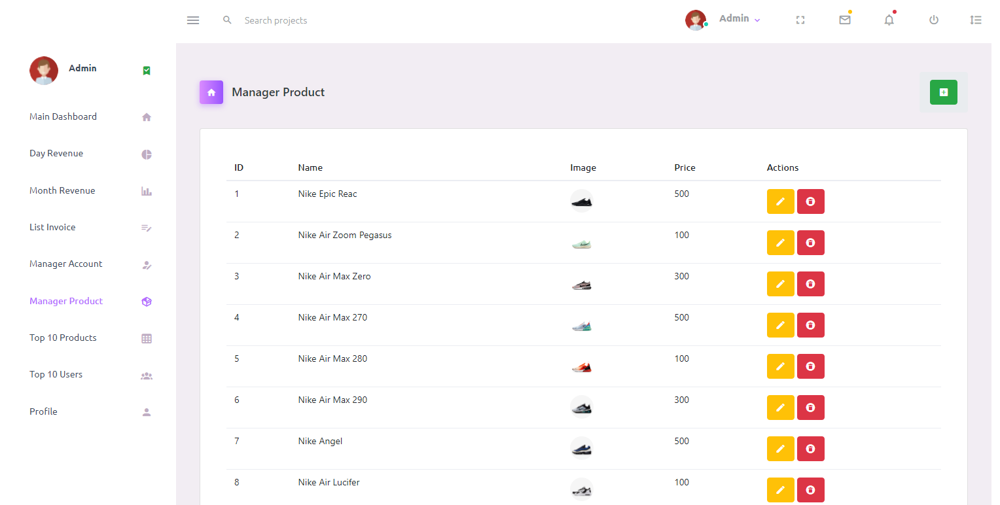 Search projects
Admin
Admin
Main Dashboard
Day Revenue
Month Revenue
List Invoice
Manager Account
Manager Product
Top 10 Products
Top 10 Users
Profile
Manager Product
ID Name Image Price Actions
1 Nike Epic Reac 500
2 Nike Air Zoom Pegasus 100
3 Nike Air Max Zero 300
4 Nike Air Max 270 500
5 Nike Air Max 280 100
6 Nike Air Max 290 300
7 Nike Angel 500
8 Nike Air Lucifer 100